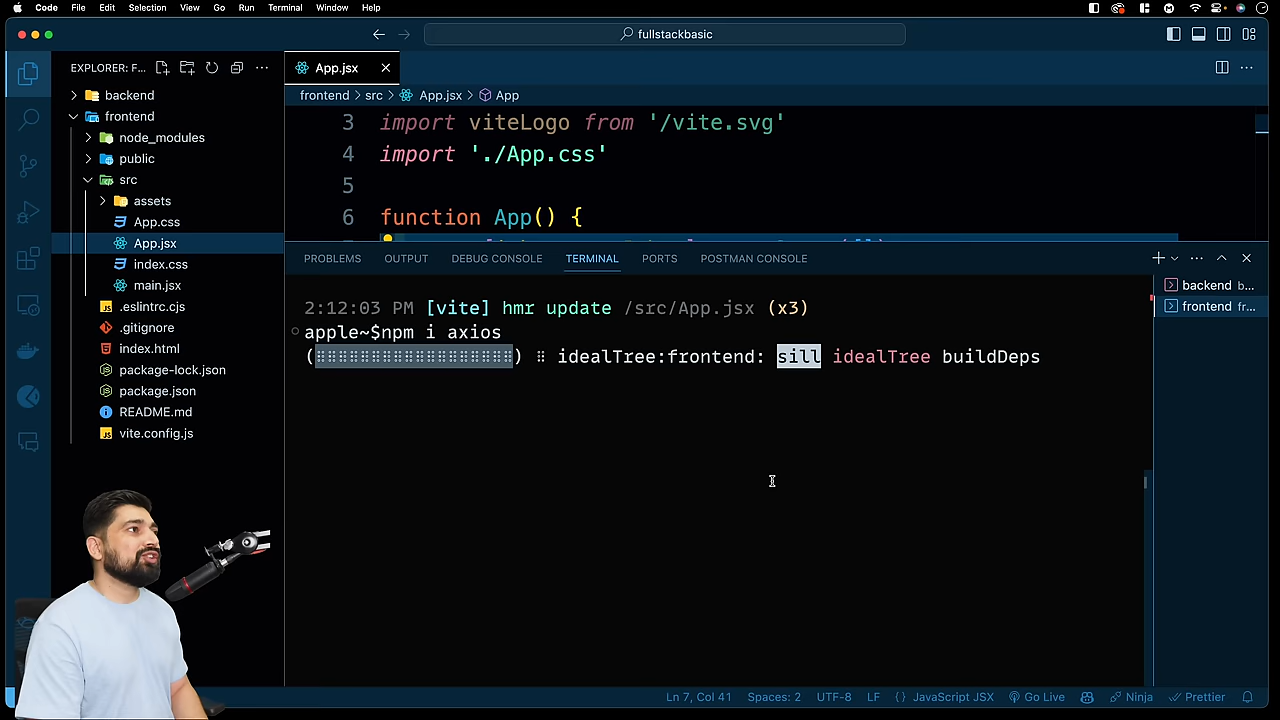 Code File Edit Selection View Go Run Terminal Window Help
fullstackbasic
EXPLORER: F...
App.jsx
frontend > src > App.jsx > App
backend
frontend
node_modules
public
src
assets
App.css
App.jsx
index.css
main.jsx
.eslintrc.cjs
.gitignore
index.html
package-lock.json
package.json
README.md
vite.config.js
3 import viteLogo from '/vite.svg'
4 import './App.css'
5
6 function App() {
PROBLEMS OUTPUT DEBUG CONSOLE TERMINAL PORTS POSTMAN CONSOLE
2:12:03 PM [vite] hmr update /src/App.jsx (x3)
apple~$npm i axios
(⠿⠿⠿⠿⠿⠿⠿⠿⠿⠿⠿⠿⠿⠿⠿⠿⠿⠿) ⠿ idealTree:frontend: sill idealTree buildDeps
backend b...
frontend fr...
Ln 7, Col 41 Spaces: 2 UTF-8 LF {} JavaScript JSX Go Live Ninja Prettier